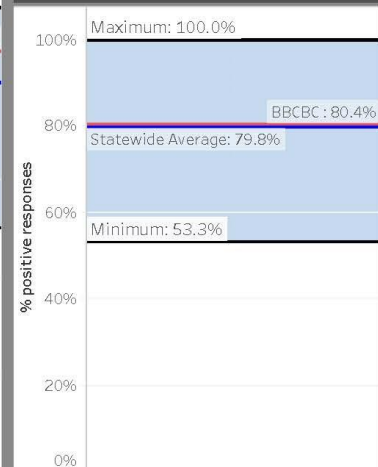 Maximum: 100.0%
100%
BBCBC: 80.4%
80%
Statewide Average: 79.8%
60%
Minimum: 53.3%
% positive responses
40%
20%
0%